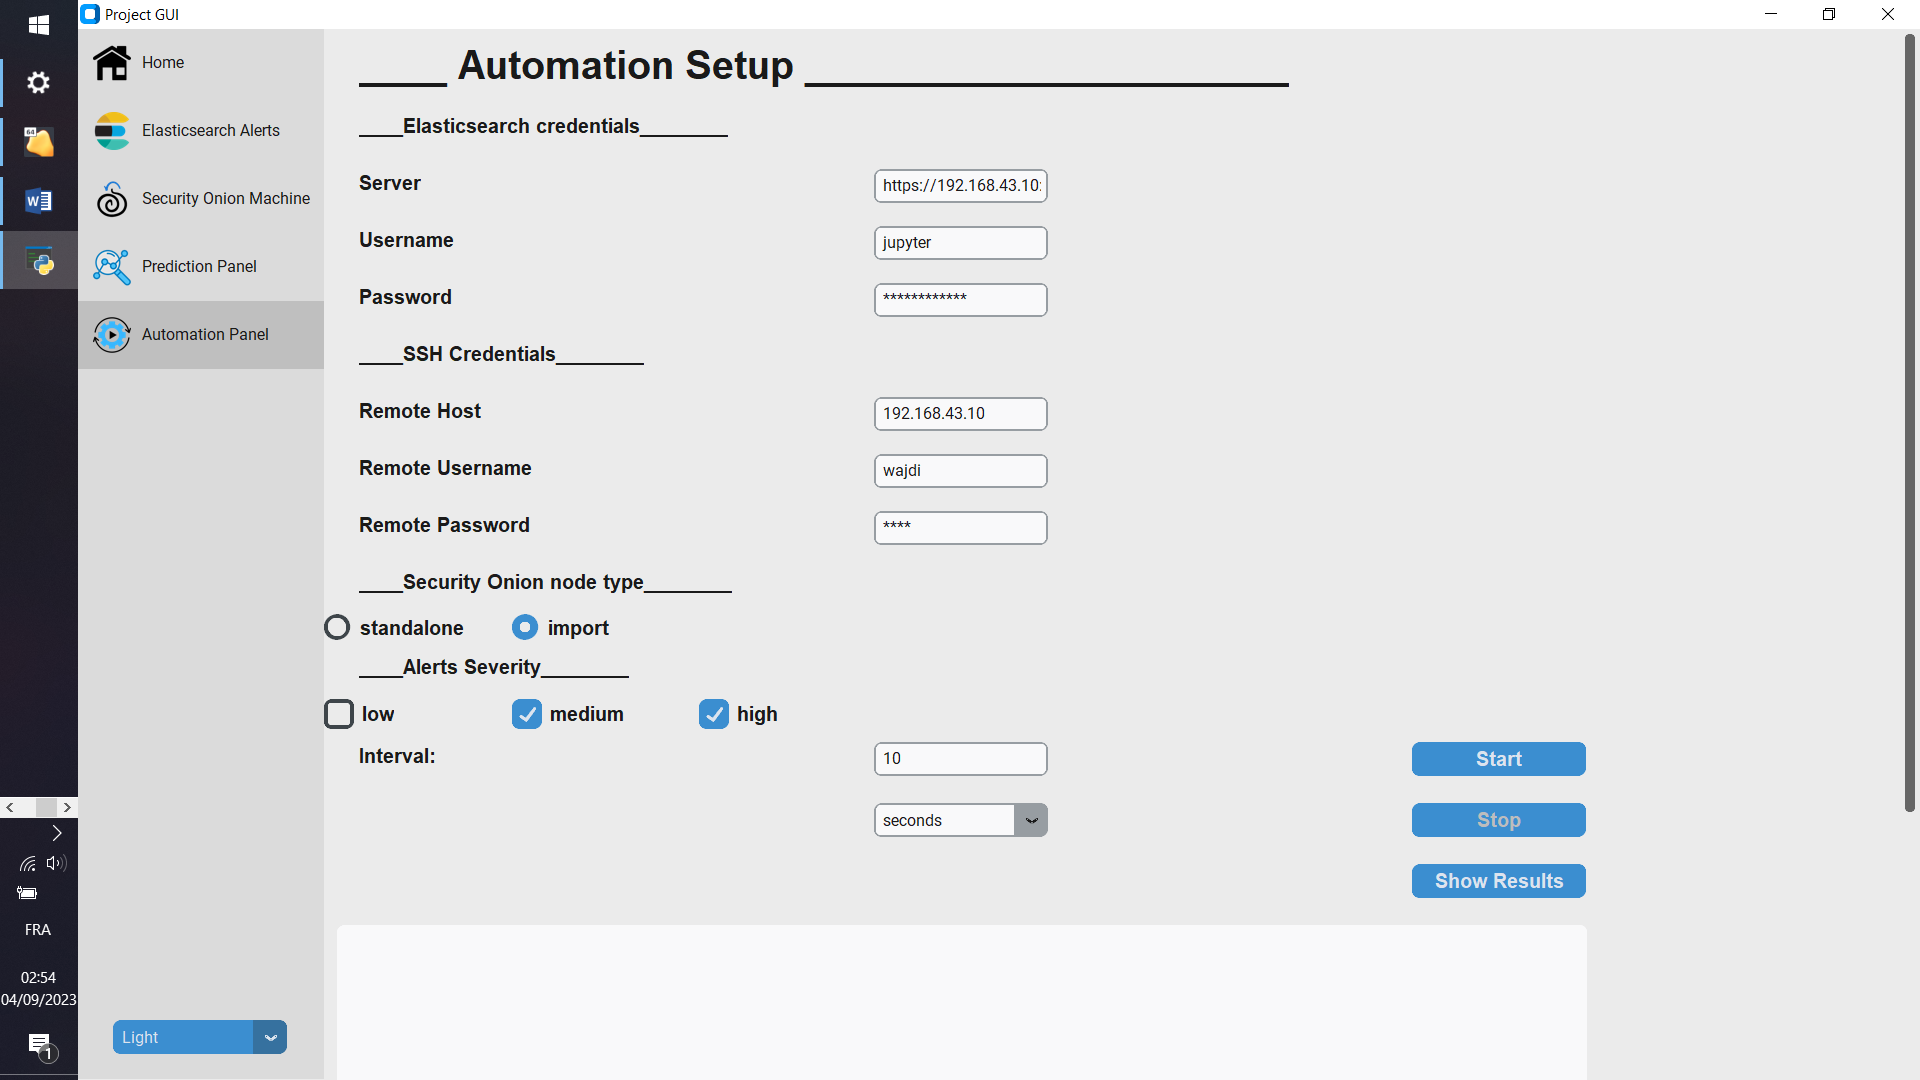 Project GUI
64
W
FRA
02:54
04/09/2023
1
Home
Elasticsearch Alerts
Security Onion Machine
Prediction Panel
Automation Panel
Light
_____ Automation Setup _____________________
____Elasticsearch credentials________
Server https://192.168.43.10:
Username jupyter
Password ************
____SSH Credentials________
Remote Host 192.168.43.10
Remote Username wajdi
Remote Password ****
____Security Onion node type________
standalone import
____Alerts Severity________
low medium high
Interval: 10 Start
seconds Stop
Show Results